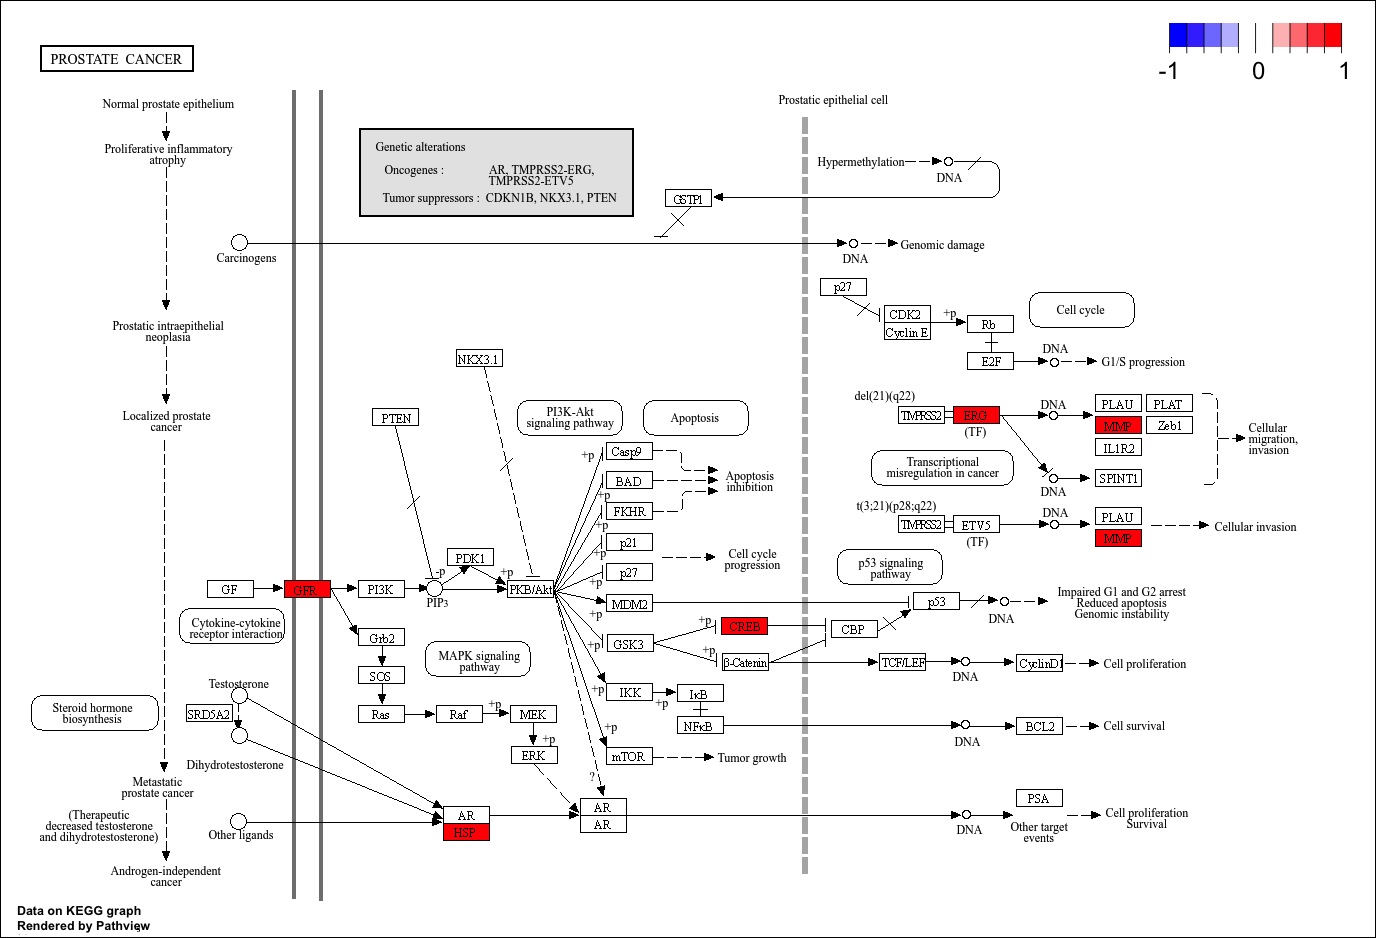 PROSTATE CANCER
-1 0 1
Normal prostate epithelium
Proliferative inflammatory
atrophy
Prostatic intraepithelial
neoplasia
Localized prostate
cancer
Metastatic
prostate cancer
(Therapeutic
decreased testosterone
and dihydrotestosterone)
Androgen-independent
cancer
Genetic alterations
Oncogenes : AR, TMPRSS2-ERG,
TMPRSS2-ETV5
Tumor suppressors : CDKN1B, NKX3.1, PTEN
Prostatic epithelial cell
Hypermethylation
DNA
GSTP1
Carcinogens
DNA
Genomic damage
p27
CDK2
Cyclin E
+p
Rb
E2F
Cell cycle
DNA
G1/S progression
NKX3.1
PTEN
PI3K-Akt
signaling pathway
Apoptosis
del(21)(q22)
TMPRSS2
ERG
(TF)
DNA
PLAU
PLAT
MMP
Zeb1
IL1R2
SPINT1
DNA
Cellular
migration,
invasion
Transcriptional
misregulation in cancer
t(3;21)(p28;q22)
TMPRSS2
ETV5
(TF)
DNA
PLAU
MMP
Cellular invasion
+p
Casp9
BAD
+p
FKHR
+p
p21
+p
p27
+p
MDM2
+p
GSK3
+p
IKK
+p
mTOR
+p
Apoptosis
inhibition
Cell cycle
progression
p53 signaling
pathway
GF
GFR
PI3K
PIP3
-p
PDK1
+p
PKB/Akt
Cytokine-cytokine
receptor interaction
Grb2
SOS
Ras
Raf
+p
MEK
+p
ERK
MAPK signaling
pathway
+p
CREB
+p
β-Catenin
CBP
p53
DNA
Impaired G1 and G2 arrest
Reduced apoptosis
Genomic instability
TCF/LEF
DNA
CyclinD1
Cell proliferation
+p
IκB
NFκB
DNA
BCL2
Cell survival
Tumor growth
Steroid hormone
biosynthesis
Testosterone
SRD5A2
Dihydrotestosterone
Other ligands
AR
HSP
?
AR
AR
DNA
PSA
Other target
events
Cell proliferation
Survival
Data on KEGG graph
Rendered by Pathview